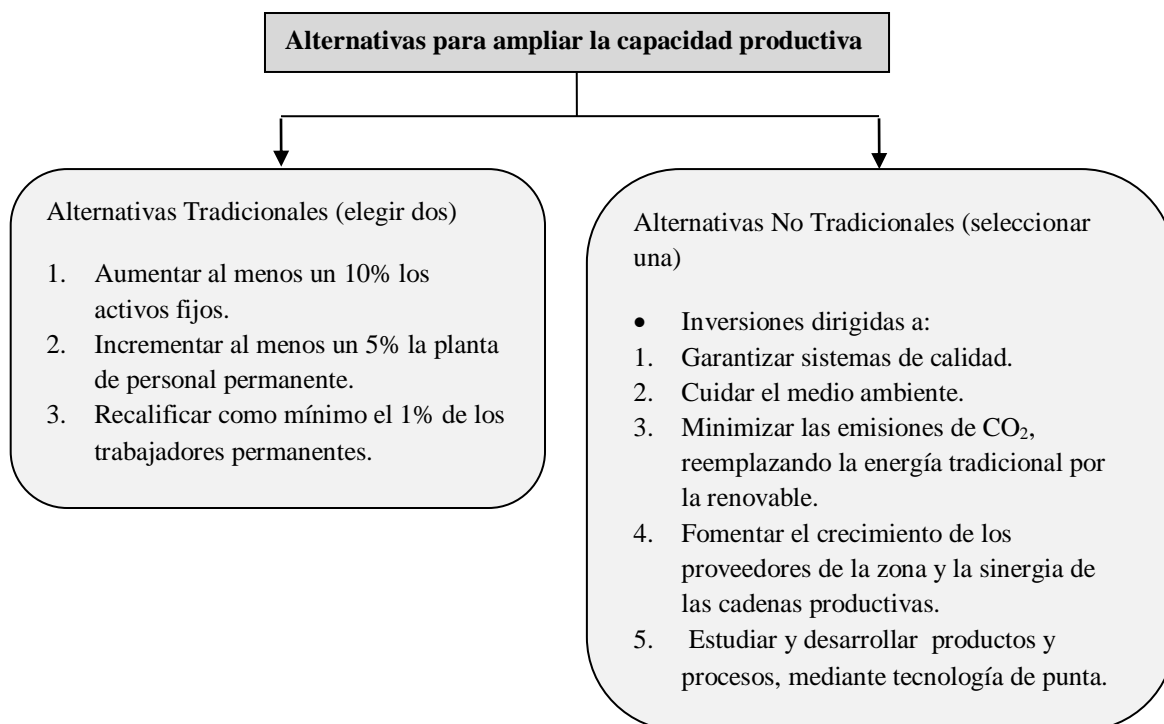 Alternativas para ampliar la capacidad productiva
Alternativas Tradicionales (elegir dos)
1. Aumentar al menos un 10% los
activos fijos.
2. Incrementar al menos un 5% la planta
de personal permanente.
3. Recalificar como mínimo el 1% de los
trabajadores permanentes.
Alternativas No Tradicionales (seleccionar
una)
• Inversiones dirigidas a:
1. Garantizar sistemas de calidad.
2. Cuidar el medio ambiente.
3. Minimizar las emisiones de CO₂,
reemplazando la energía tradicional por
la renovable.
4. Fomentar el crecimiento de los
proveedores de la zona y la sinergia de
las cadenas productivas.
5. Estudiar y desarrollar productos y
procesos, mediante tecnología de punta.